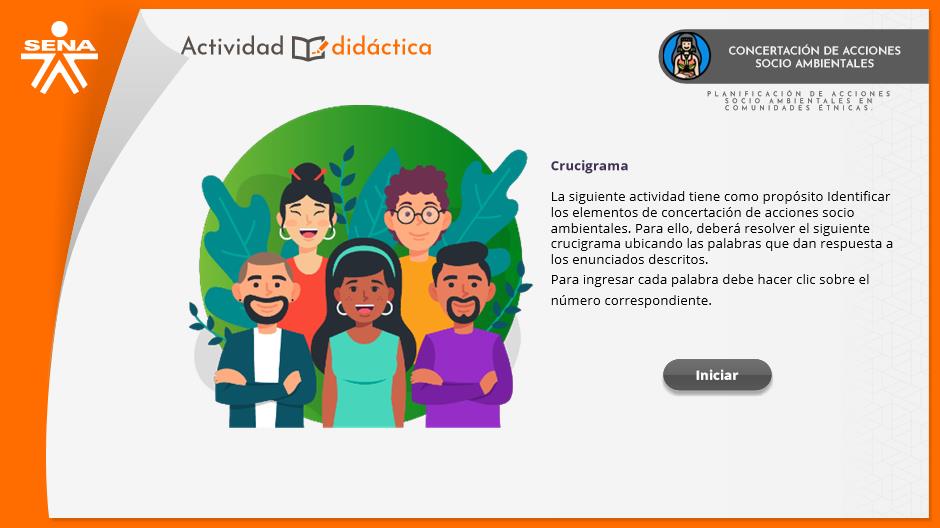 SENA
Actividad didáctica
CONCERTACIÓN DE ACCIONES
SOCIO AMBIENTALES
PLANIFICACIÓN DE ACCIONES
SOCIO AMBIENTALES EN
COMUNIDADES ÉTNICAS.
Crucigrama
La siguiente actividad tiene como propósito Identificar
los elementos de concertación de acciones socio
ambientales. Para ello, deberá resolver el siguiente
crucigrama ubicando las palabras que dan respuesta a
los enunciados descritos.
Para ingresar cada palabra debe hacer clic sobre el
número correspondiente.
Iniciar